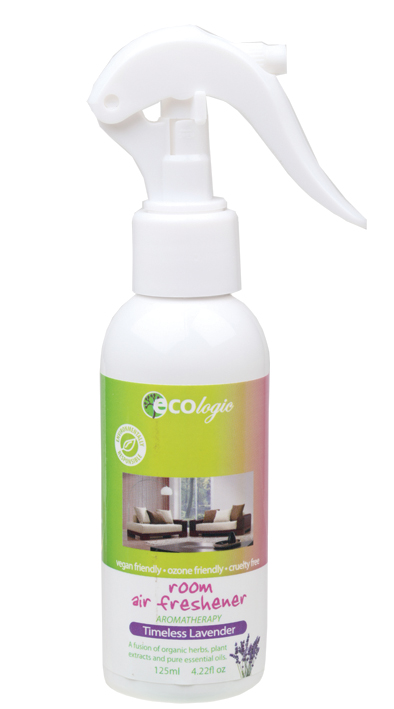 ecologic
vegan friendly • ozone friendly • cruelty free
room
air freshener
AROMATHERAPY
Timeless Lavender
A fusion of organic herbs, plant
extracts and pure essential oils.
125ml 4.22fl oz